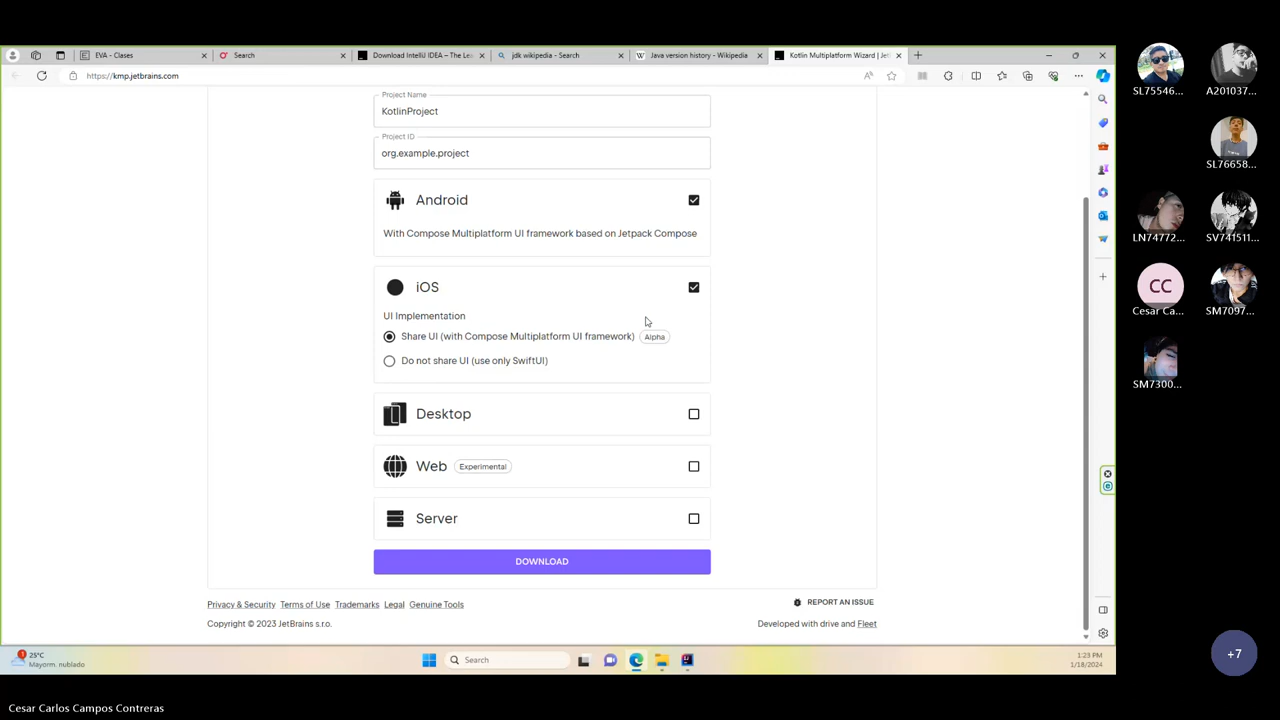 EVA - Clases
Search
Download IntelliJ IDEA – The Lea
jdk wikipedia - Search
Java version history - Wikipedia
Kotlin Multiplatform Wizard | Jet
https://kmp.jetbrains.com
Project Name
KotlinProject
Project ID
org.example.project
Android
With Compose Multiplatform UI framework based on Jetpack Compose
iOS
UI Implementation
Share UI (with Compose Multiplatform UI framework) Alpha
Do not share UI (use only SwiftUI)
Desktop
Web Experimental
Server
DOWNLOAD
Privacy & Security Terms of Use Trademarks Legal Genuine Tools
REPORT AN ISSUE
Copyright © 2023 JetBrains s.r.o.
Developed with drive and Fleet
1
25°C
Mayorm. nublado
Search
1:23 PM
1/18/2024
SL75546...
A201037...
SL76658...
LN74772...
SV741511...
CC
Cesar Ca...
SM7097...
SM7300...
+7
Cesar Carlos Campos Contreras